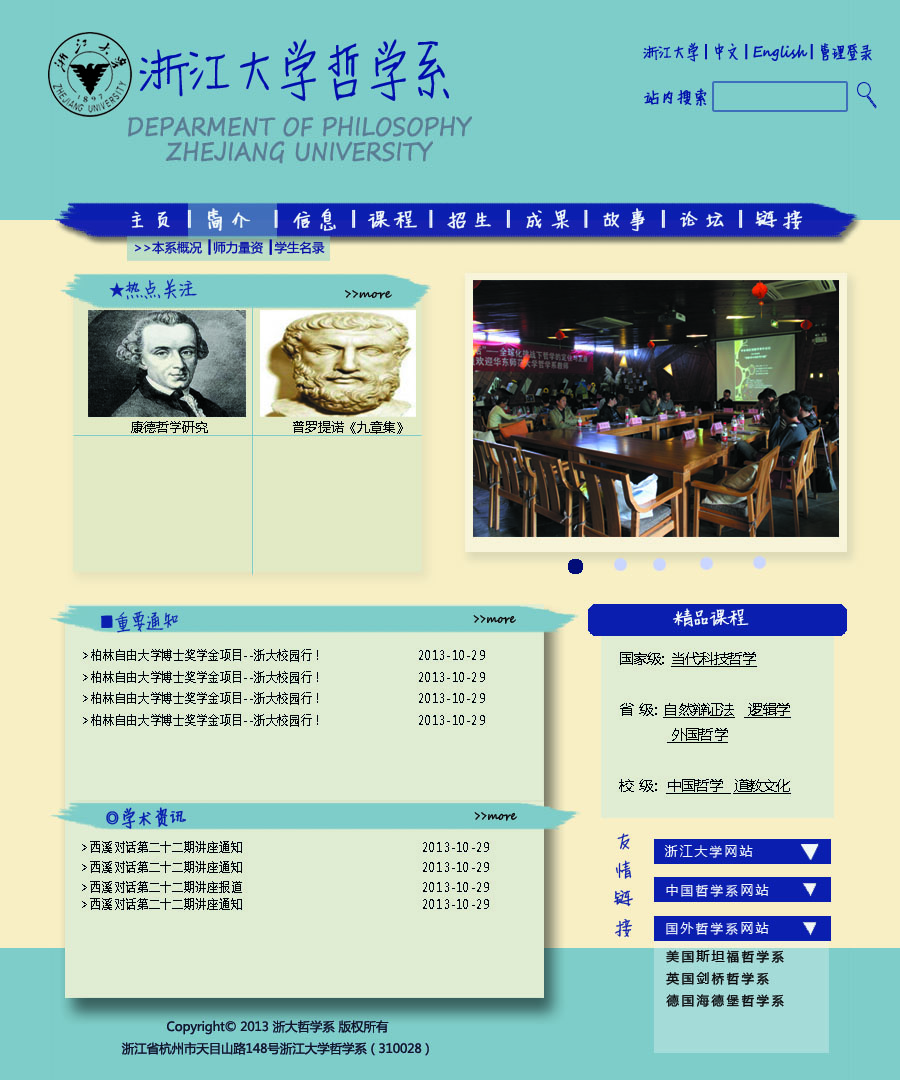 浙江大学 | 中文 | English | 管理登录
站内搜索
浙江大学
ZHEJIANG UNIVERSITY
1897
浙江大学哲学系
DEPARMENT OF PHILOSOPHY
ZHEJIANG UNIVERSITY
主页 | 简介 | 信息 | 课程 | 招生 | 成果 | 故事 | 论坛 | 链接
>>本系概况 | 师力量资 | 学生名录
★热点关注 >>more
康德哲学研究 普罗提诺《九章集》
■重要通知 >>more
>柏林自由大学博士奖学金项目--浙大校园行! 2013-10-29
>柏林自由大学博士奖学金项目--浙大校园行! 2013-10-29
>柏林自由大学博士奖学金项目--浙大校园行! 2013-10-29
>柏林自由大学博士奖学金项目--浙大校园行! 2013-10-29
◎学术资讯 >>more
>西溪对话第二十二期讲座通知 2013-10-29
>西溪对话第二十二期讲座通知 2013-10-29
>西溪对话第二十二期讲座报道 2013-10-29
>西溪对话第二十二期讲座通知 2013-10-29
精品课程
国家级: 当代科技哲学
省 级: 自然辩证法 逻辑学
外国哲学
校 级: 中国哲学 道教文化
友情链接
浙江大学网站▼
中国哲学系网站▼
国外哲学系网站▼
美国斯坦福哲学系
英国剑桥哲学系
德国海德堡哲学系
Copyright© 2013 浙大哲学系 版权所有
浙江省杭州市天目山路148号浙江大学哲学系(310028)